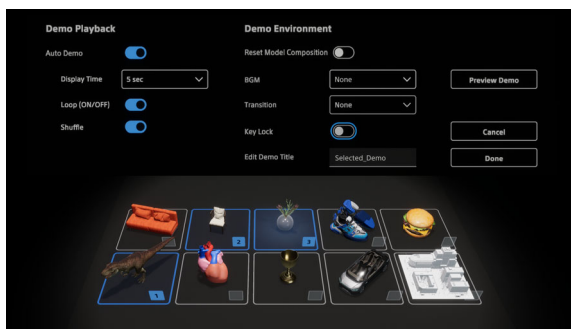 Demo Playback
Auto Demo
Display Time
5 sec
Loop (ON/OFF)
Shuffle
Demo Environment
Reset Model Composition
BGM
None
Transition
None
Key Lock
Edit Demo Title
Selected_Demo
Preview Demo
Cancel
Done
2
3
1